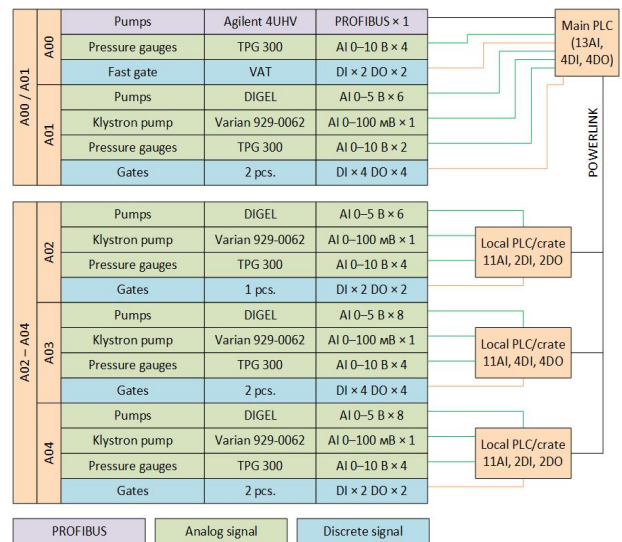 A00 / A01
A00
Pumps Agilent 4UHV PROFIBUS × 1
Pressure gauges TPG 300 AI 0–10 В × 4
Fast gate VAT DI × 2 DO × 2
A01
Pumps DIGEL AI 0–5 В × 6
Klystron pump Varian 929-0062 AI 0–100 мВ × 1
Pressure gauges TPG 300 AI 0–10 В × 2
Gates 2 pcs. DI × 4 DO × 4
Main PLC
(13AI,
4DI, 4DO)
POWERLINK
A02 – A04
A02
Pumps DIGEL AI 0–5 В × 6
Klystron pump Varian 929-0062 AI 0–100 мВ × 1
Pressure gauges TPG 300 AI 0–10 В × 4
Gates 1 pcs. DI × 2 DO × 2
Local PLC/crate
11AI, 2DI, 2DO
A03
Pumps DIGEL AI 0–5 В × 8
Klystron pump Varian 929-0062 AI 0–100 мВ × 1
Pressure gauges TPG 300 AI 0–10 В × 4
Gates 2 pcs. DI × 4 DO × 4
Local PLC/crate
11AI, 4DI, 4DO
A04
Pumps DIGEL AI 0–5 В × 8
Klystron pump Varian 929-0062 AI 0–100 мВ × 1
Pressure gauges TPG 300 AI 0–10 В × 4
Gates 2 pcs. DI × 2 DO × 2
Local PLC/crate
11AI, 2DI, 2DO
PROFIBUS Analog signal Discrete signal